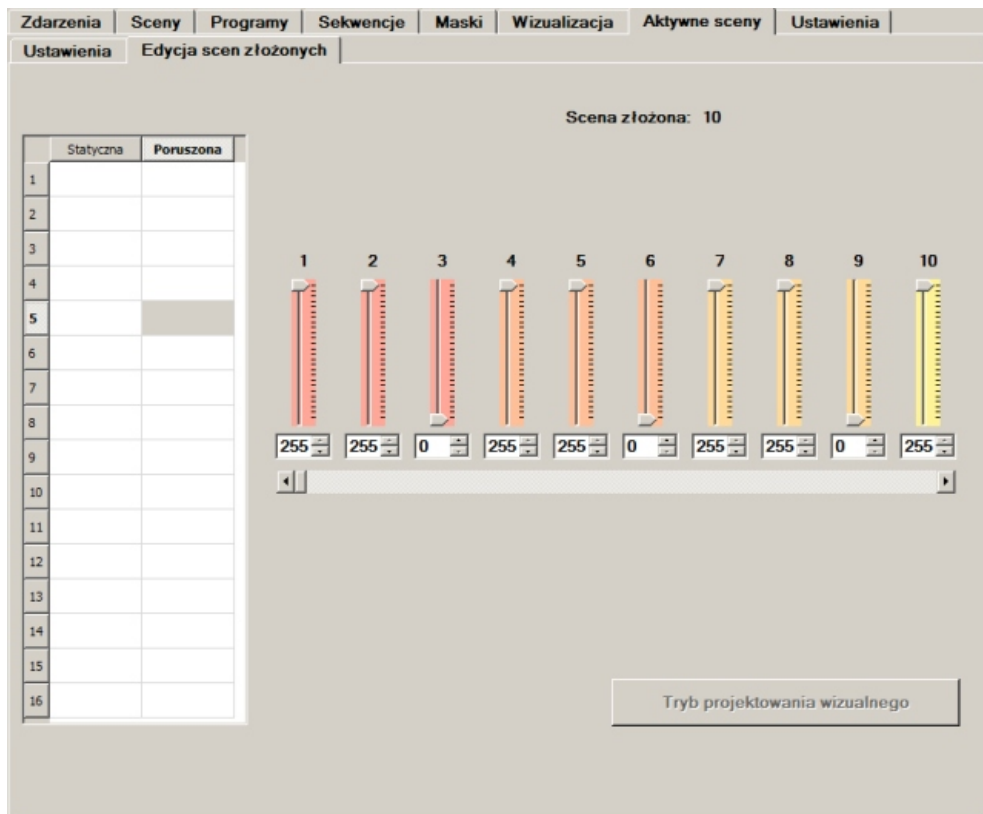 Zdarzenia Sceny Programy Sekwencje Maski Wizualizacja Aktywne sceny Ustawienia
Ustawienia Edycja scen złożonych
Scena złożona: 10
Statyczna Poruszona
1
2
3
4
5
6
7
8
9
10
11
12
13
14
15
16
1 2 3 4 5 6 7 8 9 10
255 255 0 255 255 0 255 255 0 255
Tryb projektowania wizualnego